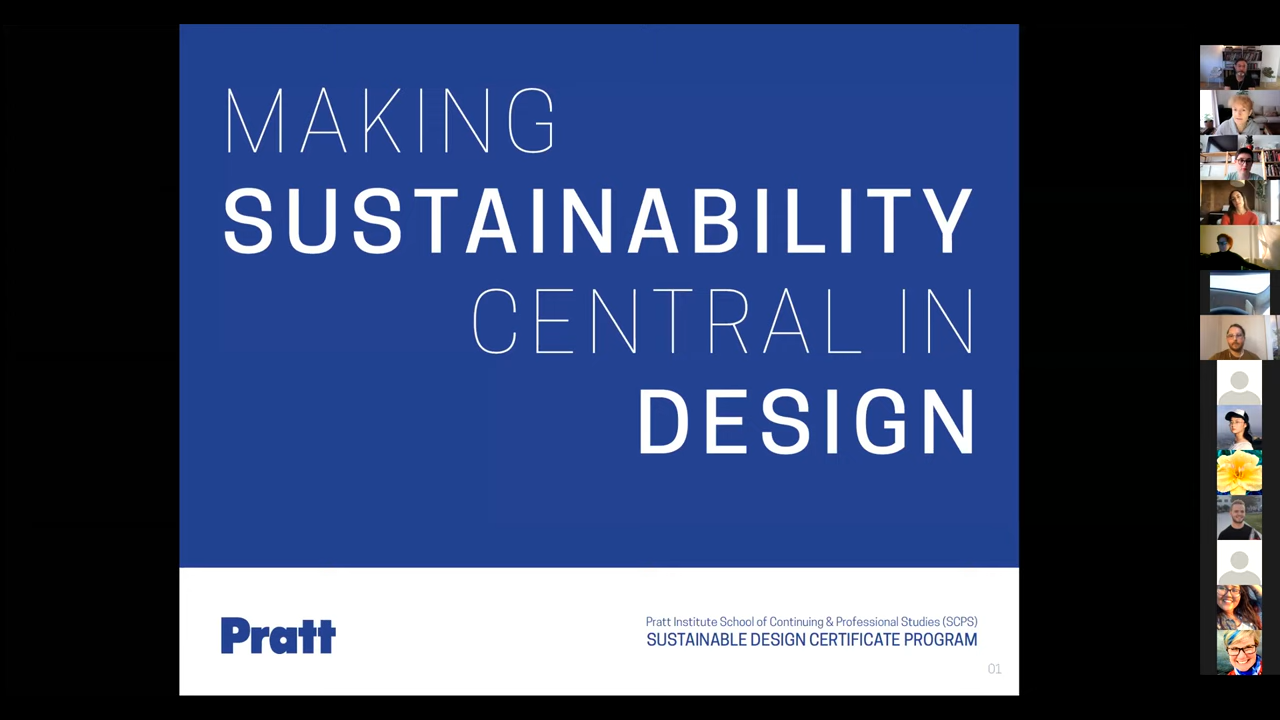 MAKING
SUSTAINABILITY
CENTRAL IN
DESIGN
Pratt
Pratt Institute School of Continuing & Professional Studies (SCPS)
SUSTAINABLE DESIGN CERTIFICATE PROGRAM
01